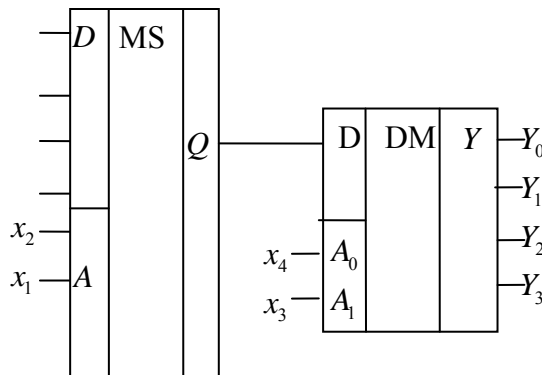 D MS
Q
x₂
x₁ A
D DM Y Y₀
Y₁
x₄ A₀ Y₂
x₃ A₁ Y₃